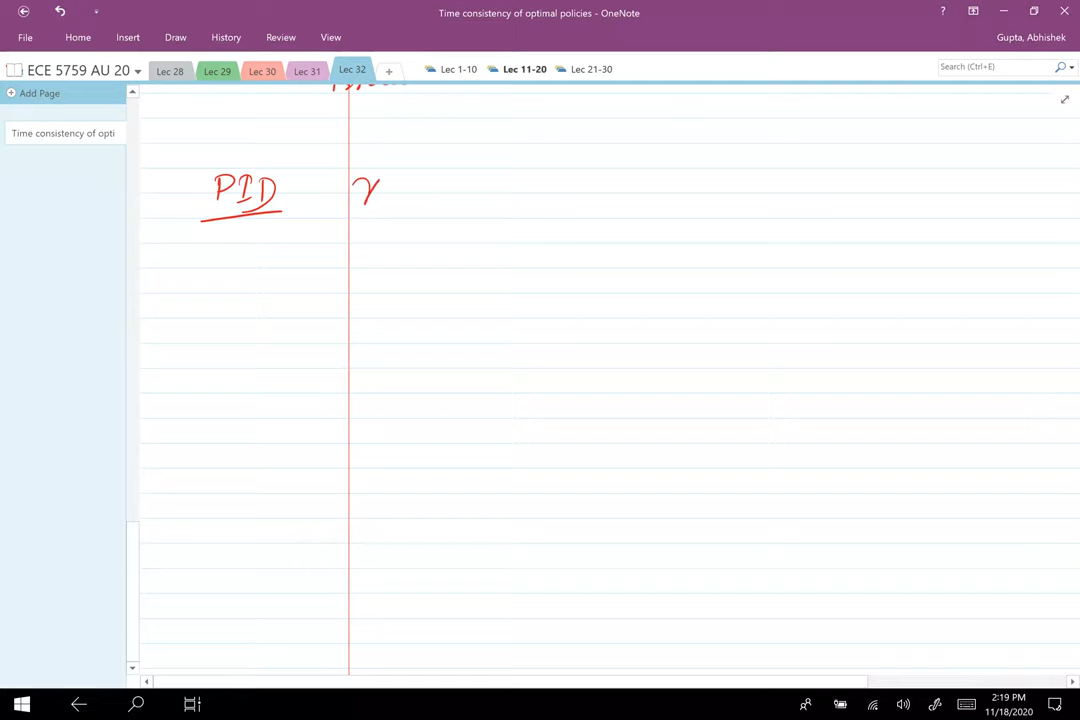 Time consistency of optimal policies - OneNote
File Home Insert Draw History Review View
Gupta, Abhishek
ECE 5759 AU 20
Lec 28 Lec 29 Lec 30 Lec 31 Lec 32
Lec 1-10 Lec 11-20 Lec 21-30
Search (Ctrl+E)
Add Page
Time consistency of opti
PID γ
2:19 PM
11/18/2020